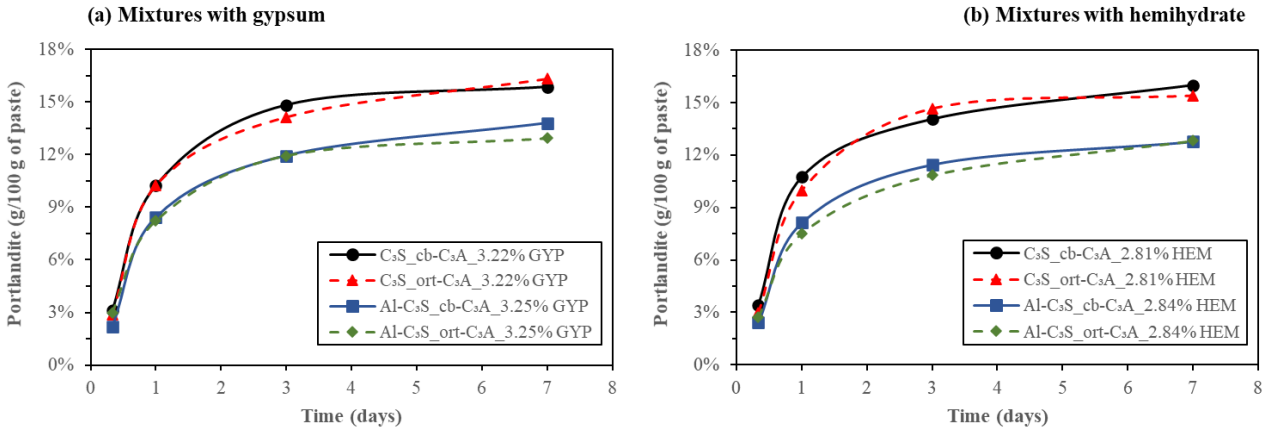 (a) Mixtures with gypsum
Portlandite (g/100 g of paste)
18%
15%
12%
9%
6%
3%
0%
C₃S_cb-C₃A_3.22% GYP
C₃S_ort-C₃A_3.22% GYP
Al-C₃S_cb-C₃A_3.25% GYP
Al-C₃S_ort-C₃A_3.25% GYP
0 1 2 3 4 5 6 7 8
Time (days)
(b) Mixtures with hemihydrate
Portlandite (g/100 g of paste)
18%
15%
12%
9%
6%
3%
0%
C₃S_cb-C₃A_2.81% HEM
C₃S_ort-C₃A_2.81% HEM
Al-C₃S_cb-C₃A_2.84% HEM
Al-C₃S_ort-C₃A_2.84% HEM
0 1 2 3 4 5 6 7 8
Time (days)